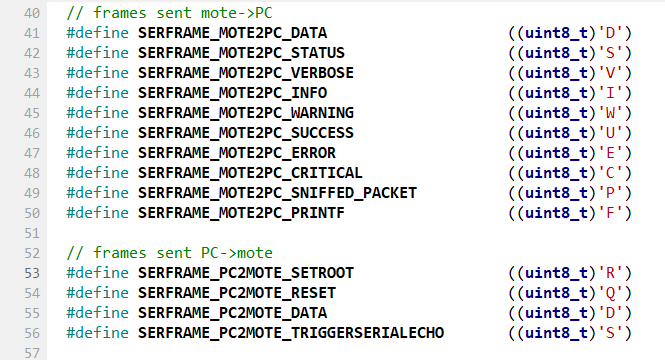 40 // frames sent mote->PC
41 #define SERFRAME_MOTE2PC_DATA ((uint8_t)'D')
42 #define SERFRAME_MOTE2PC_STATUS ((uint8_t)'S')
43 #define SERFRAME_MOTE2PC_VERBOSE ((uint8_t)'V')
44 #define SERFRAME_MOTE2PC_INFO ((uint8_t)'I')
45 #define SERFRAME_MOTE2PC_WARNING ((uint8_t)'W')
46 #define SERFRAME_MOTE2PC_SUCCESS ((uint8_t)'U')
47 #define SERFRAME_MOTE2PC_ERROR ((uint8_t)'E')
48 #define SERFRAME_MOTE2PC_CRITICAL ((uint8_t)'C')
49 #define SERFRAME_MOTE2PC_SNIFFED_PACKET ((uint8_t)'P')
50 #define SERFRAME_MOTE2PC_PRINTF ((uint8_t)'F')
51
52 // frames sent PC->mote
53 #define SERFRAME_PC2MOTE_SETROOT ((uint8_t)'R')
54 #define SERFRAME_PC2MOTE_RESET ((uint8_t)'Q')
55 #define SERFRAME_PC2MOTE_DATA ((uint8_t)'D')
56 #define SERFRAME_PC2MOTE_TRIGGERSERIALECHO ((uint8_t)'S')
57